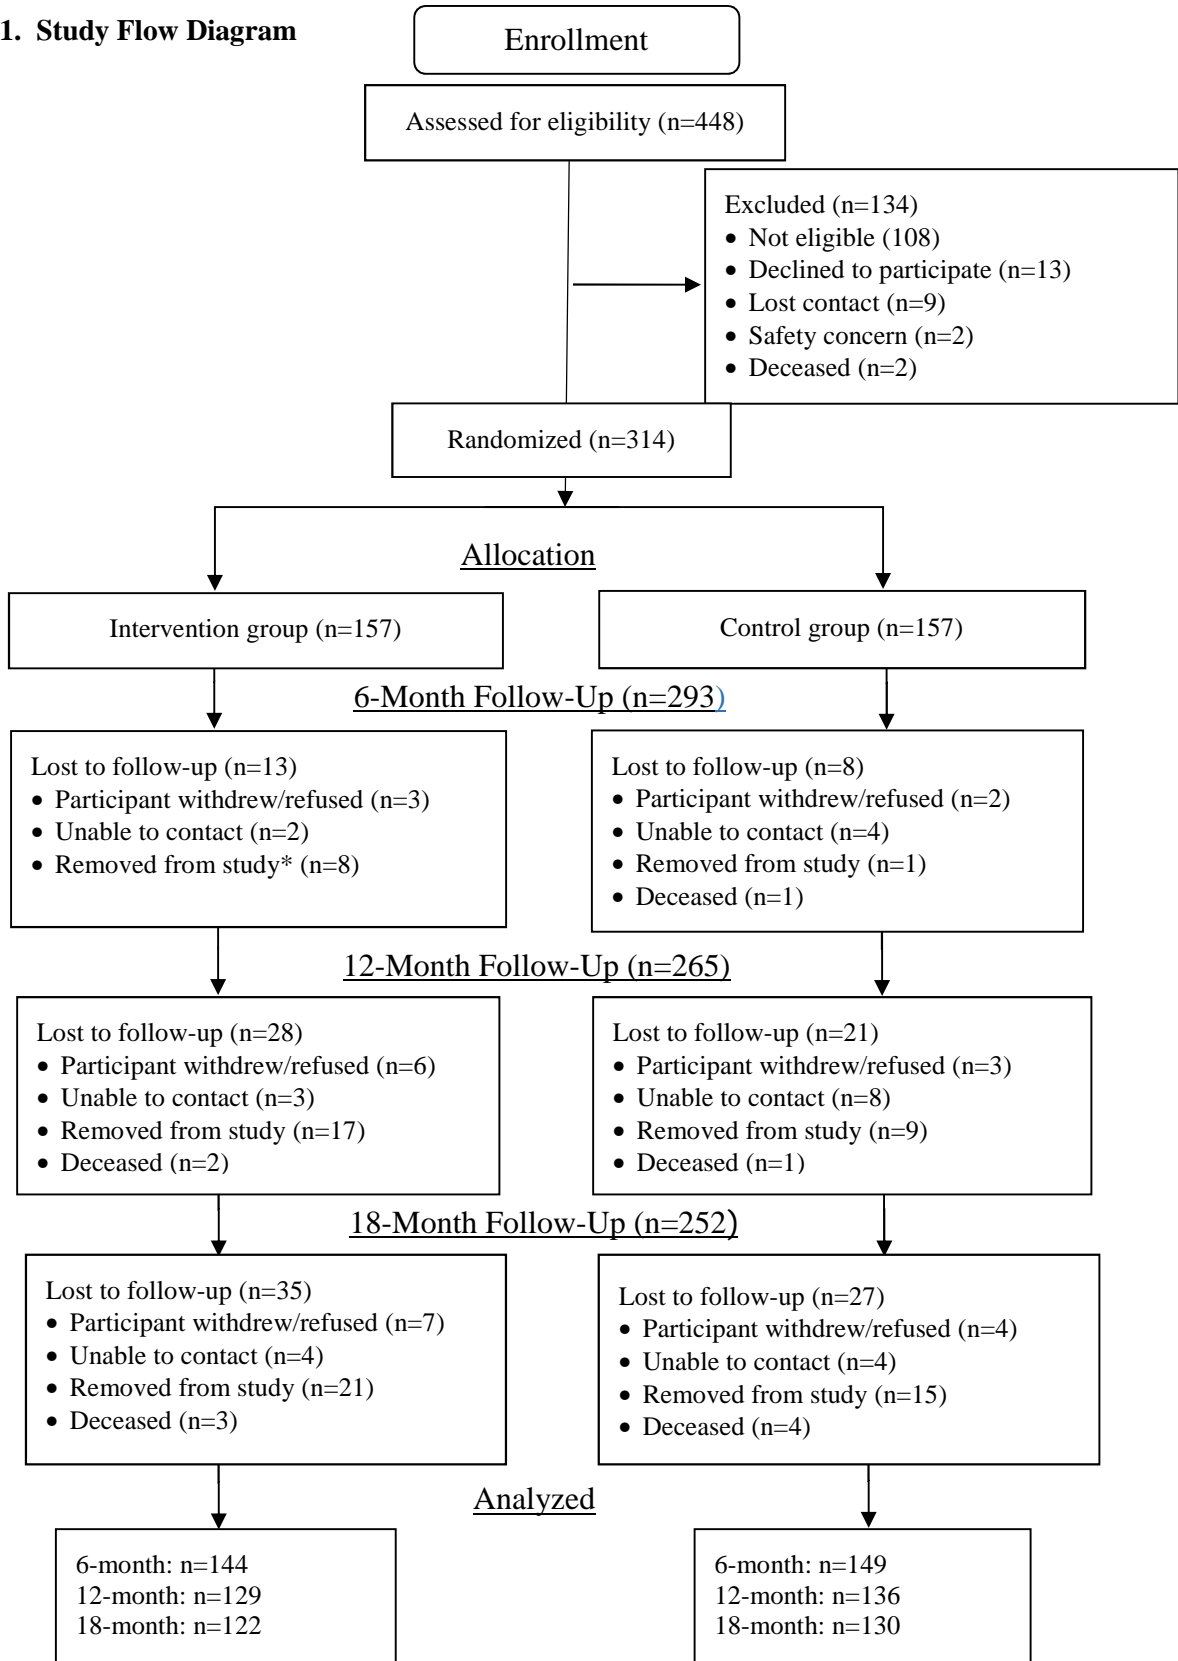 1. Study Flow Diagram
Enrollment
Assessed for eligibility (n=448)
Excluded (n=134)
• Not eligible (108)
• Declined to participate (n=13)
• Lost contact (n=9)
• Safety concern (n=2)
• Deceased (n=2)
Randomized (n=314)
Allocation
Intervention group (n=157)
Control group (n=157)
6-Month Follow-Up (n=293)
Lost to follow-up (n=13)
• Participant withdrew/refused (n=3)
• Unable to contact (n=2)
• Removed from study* (n=8)
Lost to follow-up (n=8)
• Participant withdrew/refused (n=2)
• Unable to contact (n=4)
• Removed from study (n=1)
• Deceased (n=1)
12-Month Follow-Up (n=265)
Lost to follow-up (n=28)
• Participant withdrew/refused (n=6)
• Unable to contact (n=3)
• Removed from study (n=17)
• Deceased (n=2)
Lost to follow-up (n=21)
• Participant withdrew/refused (n=3)
• Unable to contact (n=8)
• Removed from study (n=9)
• Deceased (n=1)
18-Month Follow-Up (n=252)
Lost to follow-up (n=35)
• Participant withdrew/refused (n=7)
• Unable to contact (n=4)
• Removed from study (n=21)
• Deceased (n=3)
Lost to follow-up (n=27)
• Participant withdrew/refused (n=4)
• Unable to contact (n=4)
• Removed from study (n=15)
• Deceased (n=4)
Analyzed
6-month: n=144
12-month: n=129
18-month: n=122
6-month: n=149
12-month: n=136
18-month: n=130